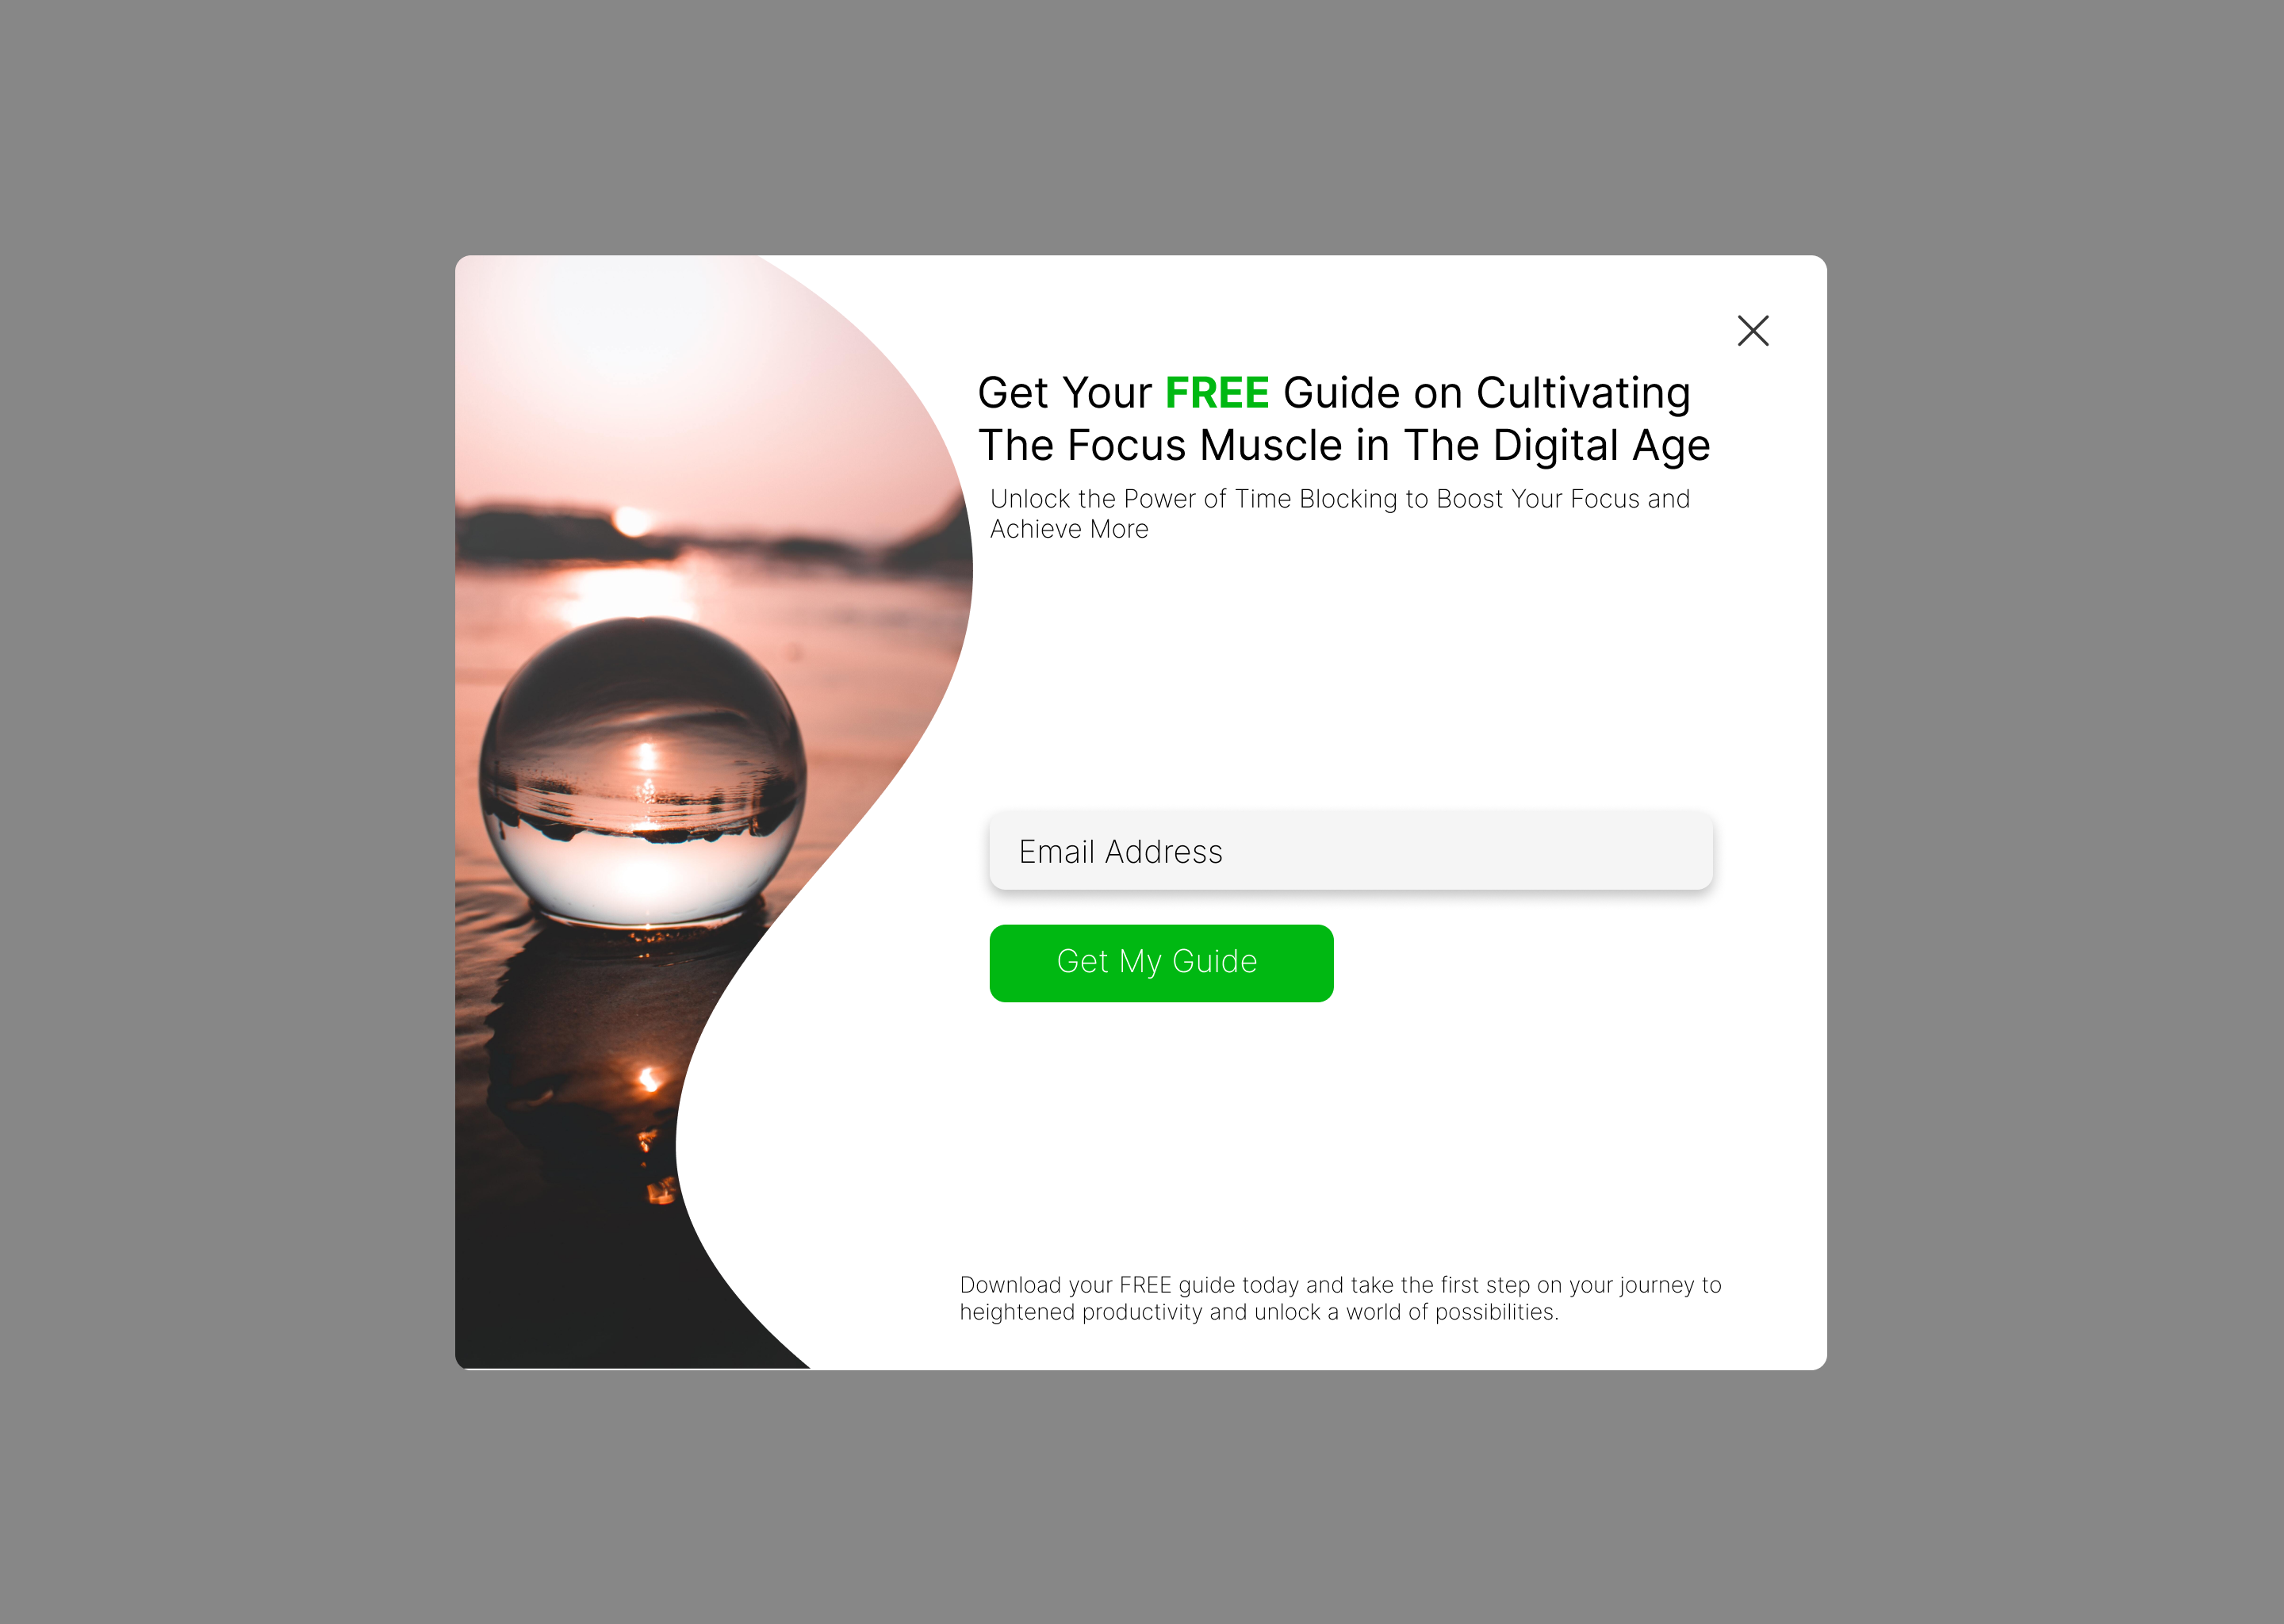 Get Your FREE Guide on Cultivating
The Focus Muscle in The Digital Age
Unlock the Power of Time Blocking to Boost Your Focus and
Achieve More
Email Address
Get My Guide
Download your FREE guide today and take the first step on your journey to
heightened productivity and unlock a world of possibilities.